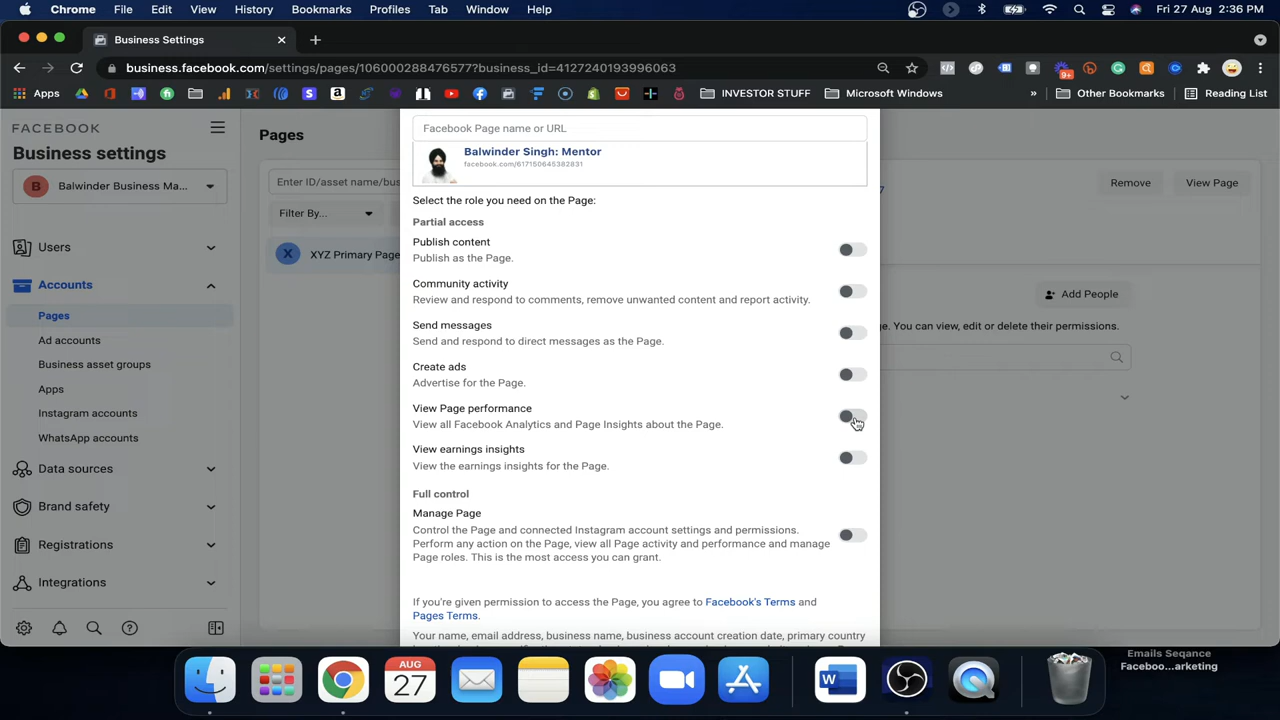 Chrome File Edit View History Bookmarks Profiles Tab Window Help Fri 27 Aug 2:36 PM
Business Settings
business.facebook.com/settings/pages/106000288476577?business_id=4127240193996063
Apps INVESTOR STUFF Microsoft Windows » Other Bookmarks Reading List
9+
FACEBOOK
Business settings
B Balwinder Business Ma...
Users
Accounts
Pages
Ad accounts
Business asset groups
Apps
Instagram accounts
WhatsApp accounts
Data sources
Brand safety
Registrations
Integrations
Pages
Enter ID/asset name/bus
Filter By...
X XYZ Primary Page
Facebook Page name or URL
Balwinder Singh: Mentor
facebook.com/617150645382831
Select the role you need on the Page:
Partial access
Publish content
Publish as the Page.
Community activity
Review and respond to comments, remove unwanted content and report activity.
Send messages
Send and respond to direct messages as the Page.
Create ads
Advertise for the Page.
View Page performance
View all Facebook Analytics and Page Insights about the Page.
View earnings insights
View the earnings insights for the Page.
Full control
Manage Page
Control the Page and connected Instagram account settings and permissions.
Perform any action on the Page, view all Page activity and performance and manage
Page roles. This is the most access you can grant.
If you're given permission to access the Page, you agree to Facebook's Terms and
Pages Terms.
Your name, email address, business name, business account creation date, primary country
7
Remove View Page
Add People
e. You can view, edit or delete their permissions.
Emails Seqance
Faceboo...arketing
AUG
27
W